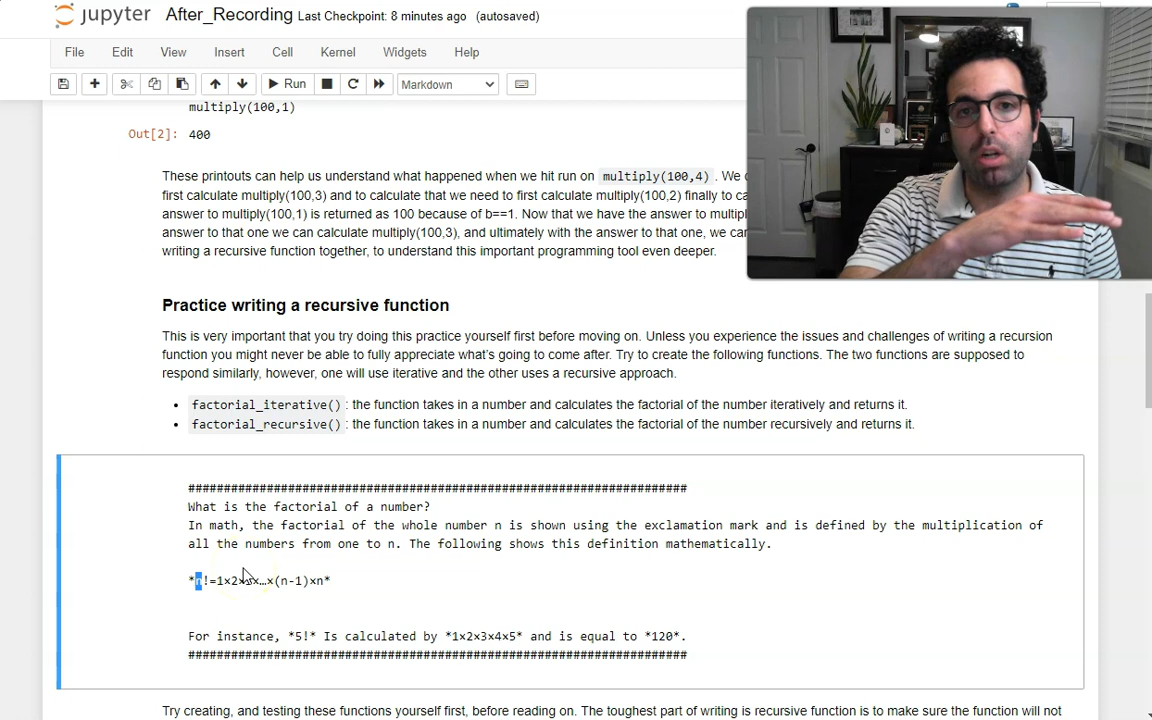 jupyter After_Recording Last Checkpoint: 8 minutes ago (autosaved)
File Edit View Insert Cell Kernel Widgets Help
Run Markdown
multiply(100,1)
Out[2]: 400
These printouts can help us understand what happened when we hit run on multiply(100,4) . We
first calculate multiply(100,3) and to calculate that we need to first calculate multiply(100,2) finally to
answer to multiply(100,1) is returned as 100 because of b==1. Now that we have the answer to
answer to that one we can calculate multiply(100,3), and ultimately with the answer to that one, we
writing a recursive function together, to understand this important programming tool even deeper.
Practice writing a recursive function
This is very important that you try doing this practice yourself first before moving on. Unless you experience the issues and challenges of writing a recursion
function you might never be able to fully appreciate what's going to come after. Try to create the following functions. The two functions are supposed to
respond similarly, however, one will use iterative and the other uses a recursive approach.
• factorial_iterative() : the function takes in a number and calculates the factorial of the number iteratively and returns it.
• factorial_recursive() : the function takes in a number and calculates the factorial of the number recursively and returns it.
######################################################################
What is the factorial of a number?
In math, the factorial of the whole number n is shown using the exclamation mark and is defined by the multiplication of
all the numbers from one to n. The following shows this definition mathematically.
*n!=1×2×3×…×(n-1)×n*
For instance, *5!* Is calculated by *1×2×3×4×5* and is equal to *120*.
######################################################################
Try creating, and testing these functions yourself first, before reading on. The toughest part of writing is recursive function is to make sure the function will not